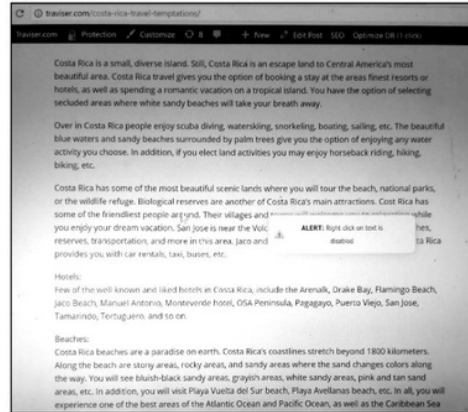 traviser.com/costa-rica-travel-temptations/
Traviser.com Protection Customize 8 + New Edit Post SEO Optimize DB (1 click)
Costa Rica is a small, diverse island. Still, Costa Rica is an escape land to Central America's most
beautiful area. Costa Rica travel gives you the option of booking a stay at the areas finest resorts or
hotels, as well as spending a romantic vacation on a tropical island. You have the option of selecting
secluded areas where white sandy beaches will take your breath away.
Over in Costa Rica people enjoy scuba diving, waterskiing, snorkeling, boating, sailing, etc. The beautiful
blue waters and sandy beaches surrounded by palm trees give you the option of enjoying any water
activity you choose. In addition, if you elect land activities you may enjoy horseback riding, hiking,
biking, etc.
Costa Rica has some of the most beautiful scenic lands where you will tour the beach, national parks,
or the wildlife refuge. Biological reserves are another of Costa Rica's main attractions. Cost Rica has
some of the friendliest people around. Their villages and while
you enjoy your dream vacation. San Jose is near the Volc hes,
reserves, transportation, and more in this area. Jaco and ta Rica
provides you with car rentals, taxi, buses, etc.
ALERT: Right click on text is
disabled
Hotels:
Few of the well known and liked hotels in Costa Rica, include the Arenalk, Drake Bay, Flamingo Beach,
Jaco Beach, Manuel Antonio, Monteverde hotel, OSA Peninsula, Pagagayo, Puerto Viejo, San Jose,
Tamarindo, Tortuguero, and so on.
Beaches:
Costa Rica beaches are a paradise on earth. Costa Rica's coastlines stretch beyond 1800 kilometers.
Along the beach are stony areas, rocky areas, and sandy areas where the sand changes colors along
the way. You will see bluish-black sandy areas, grayish areas, white sandy areas, pink and tan sand
areas, etc. In addition, you will visit Playa Vuelta del Sur beach, Playa Avellanas beach, etc. In all, you will
experience one of the best areas of the Atlantic Ocean and Pacific Ocean, as well as the Caribbean Sea